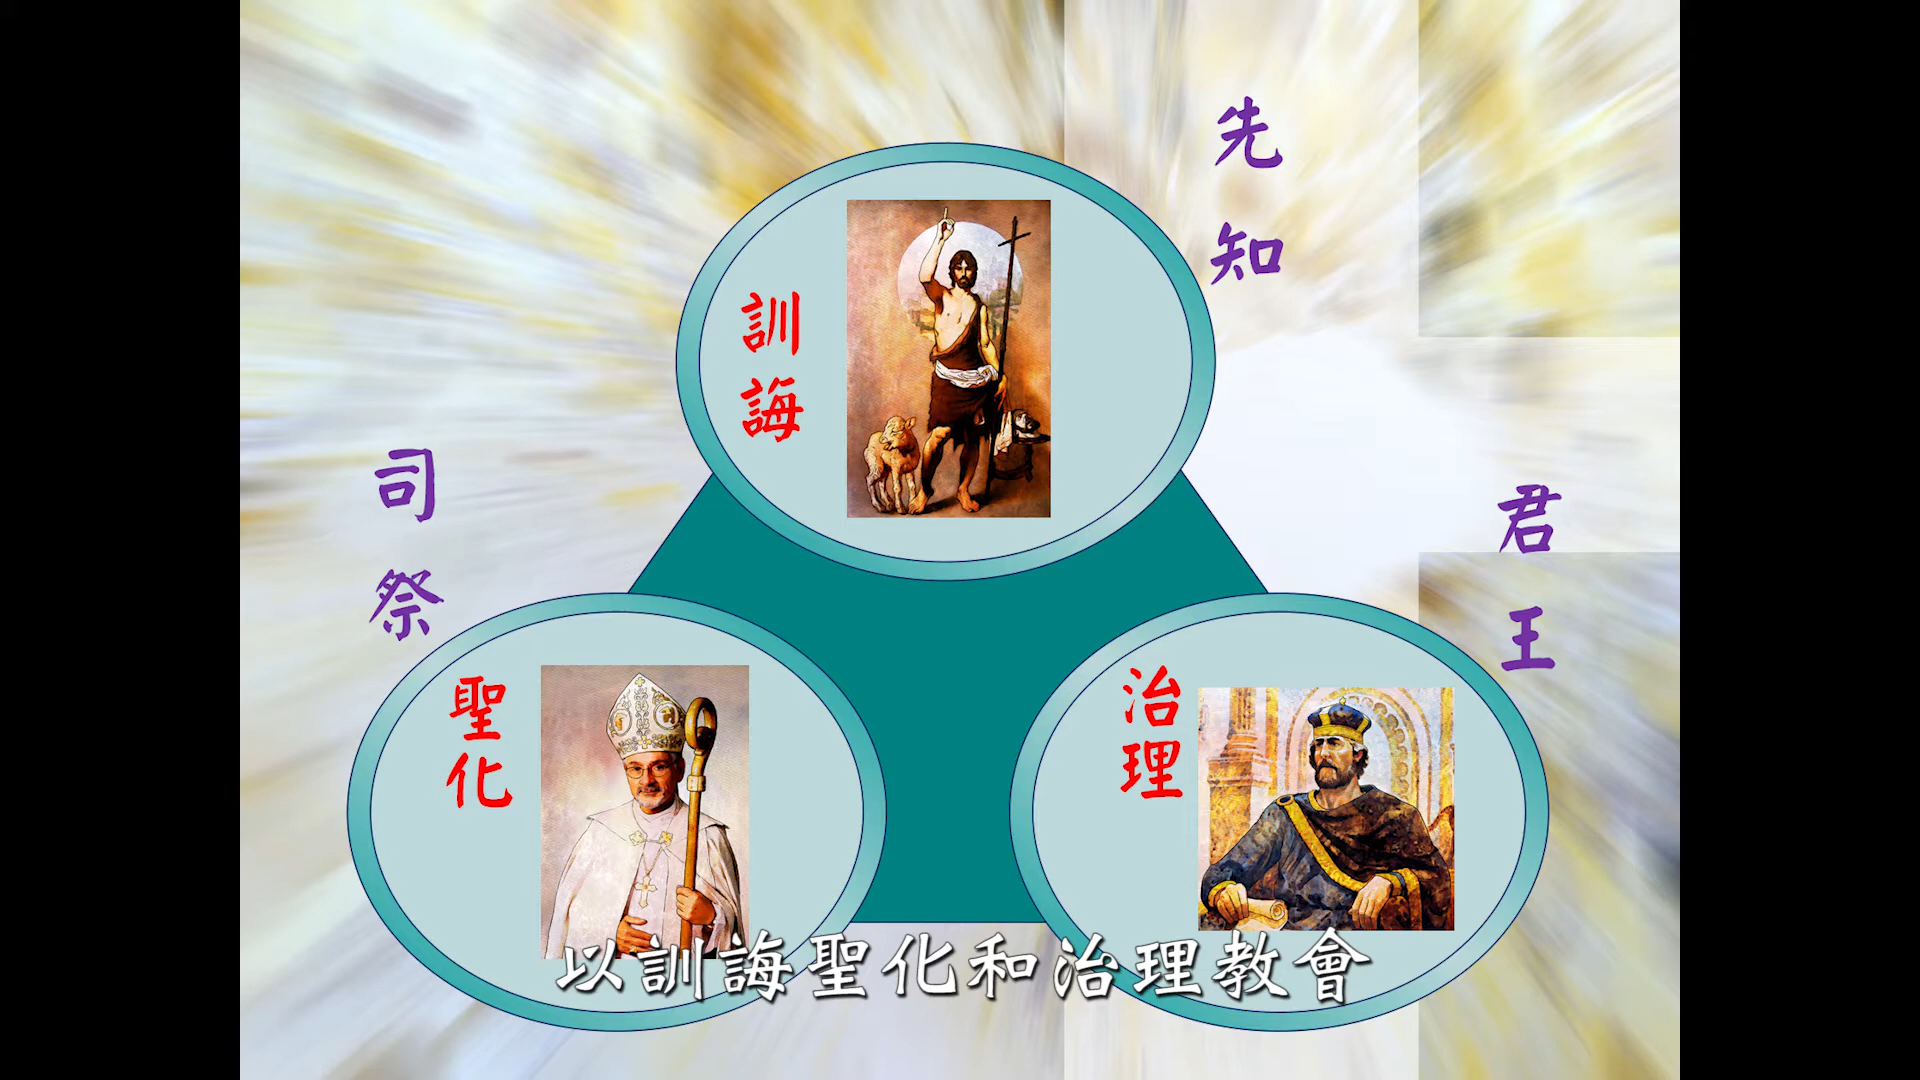 先知
訓誨
司祭
君王
聖化
治理
以訓誨聖化和治理教會